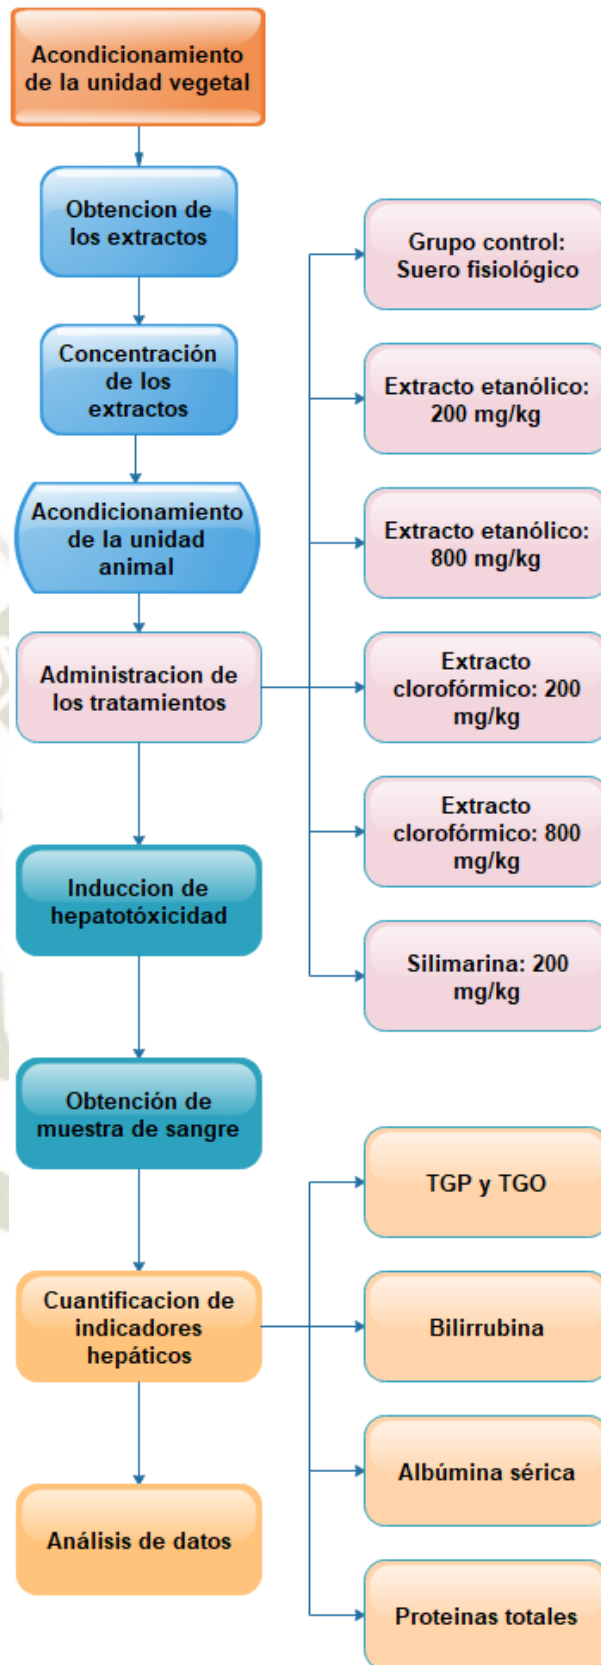 Acondicionamiento
de la unidad vegetal
Obtencion de
los extractos
Concentración
de los
extractos
Acondicionamiento
de la unidad
animal
Administracion de
los tratamientos
Grupo control:
Suero fisiológico
Extracto etanólico:
200 mg/kg
Extracto etanólico:
800 mg/kg
Extracto
clorofórmico: 200
mg/kg
Extracto
clorofórmico: 800
mg/kg
Silimarina: 200
mg/kg
Induccion de
hepatotóxicidad
Obtención de
muestra de sangre
Cuantificacion de
indicadores
hepáticos
TGP y TGO
Bilirrubina
Albúmina sérica
Proteinas totales
Análisis de datos